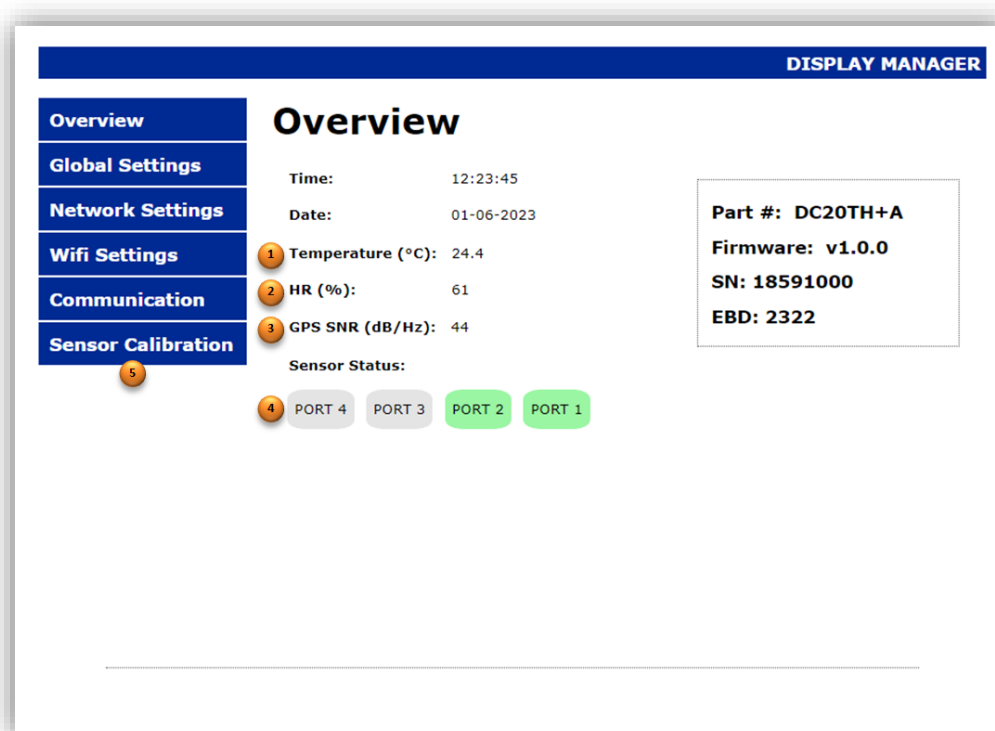 DISPLAY MANAGER
Overview
Global Settings
Network Settings
Wifi Settings
Communication
Sensor Calibration
5
Overview
Time: 12:23:45
Date: 01-06-2023
1 Temperature (°C): 24.4
2 HR (%): 61
3 GPS SNR (dB/Hz): 44
Sensor Status:
4 PORT 4 PORT 3 PORT 2 PORT 1
Part #: DC20TH+A
Firmware: v1.0.0
SN: 18591000
EBD: 2322